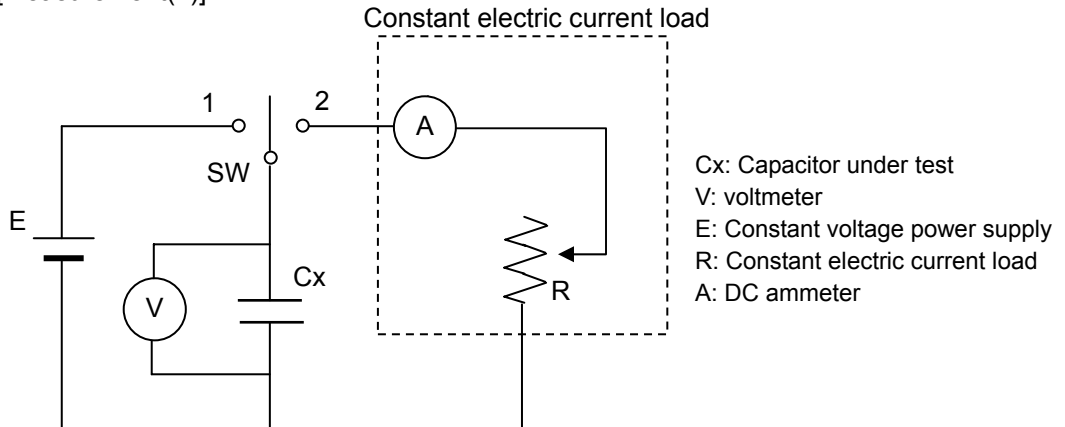 Constant electric current load
1
2
A
SW
E
Cx
V
R
Cx: Capacitor under test
V: voltmeter
E: Constant voltage power supply
R: Constant electric current load
A: DC ammeter